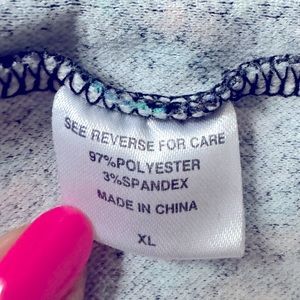 SEE REVERSE FOR CARE
97%POLYESTER
3%SPANDEX
MADE IN CHINA
XL